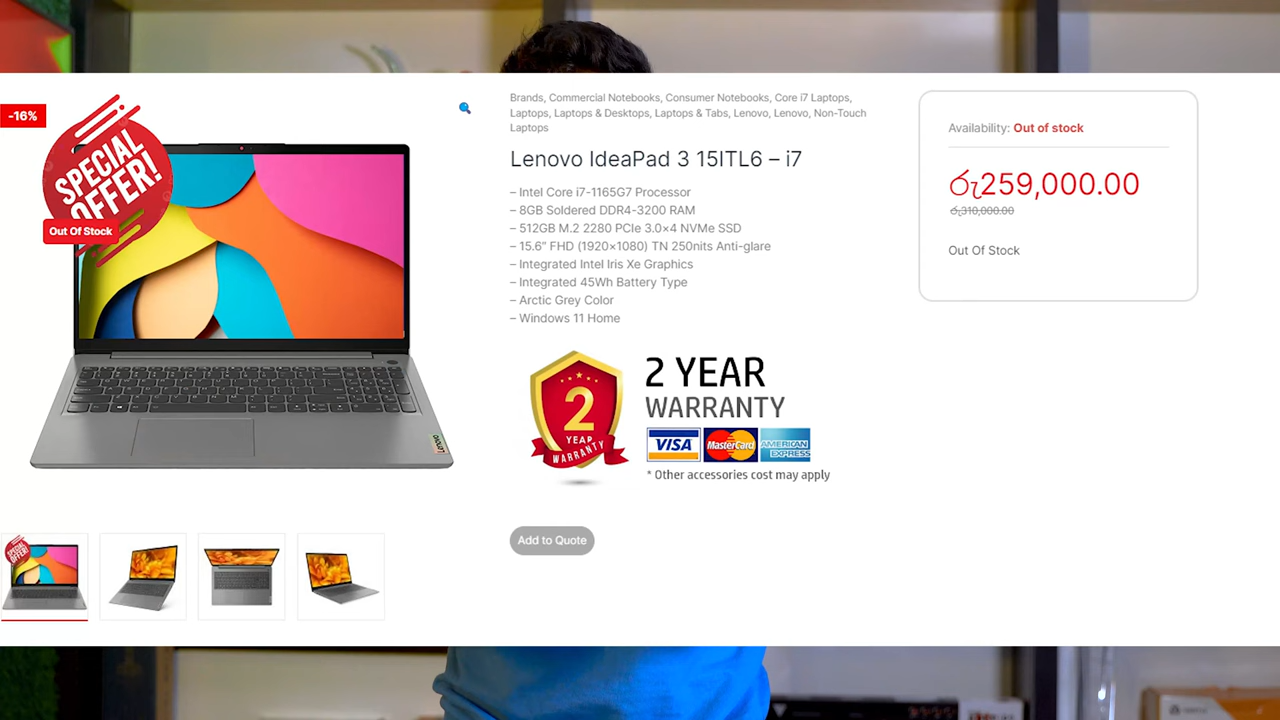 -16%
SPECIAL
OFFER!
Out Of Stock
Lenovo
Brands, Commercial Notebooks, Consumer Notebooks, Core i7 Laptops,
Laptops, Laptops & Desktops, Laptops & Tabs, Lenovo, Lenovo, Non-Touch
Laptops
Lenovo IdeaPad 3 15ITL6 – i7
– Intel Core i7-1165G7 Processor
– 8GB Soldered DDR4-3200 RAM
– 512GB M.2 2280 PCIe 3.0×4 NVMe SSD
– 15.6″ FHD (1920×1080) TN 250nits Anti-glare
– Integrated Intel Iris Xe Graphics
– Integrated 45Wh Battery Type
– Arctic Grey Color
– Windows 11 Home
2
YEAR
WARRANTY
2 YEAR
WARRANTY
VISA
MasterCard
AMERICAN
EXPRESS
* Other accessories cost may apply
Add to Quote
Availability: Out of stock
රු259,000.00
රු310,000.00
Out Of Stock
SPECIAL
OFFER!